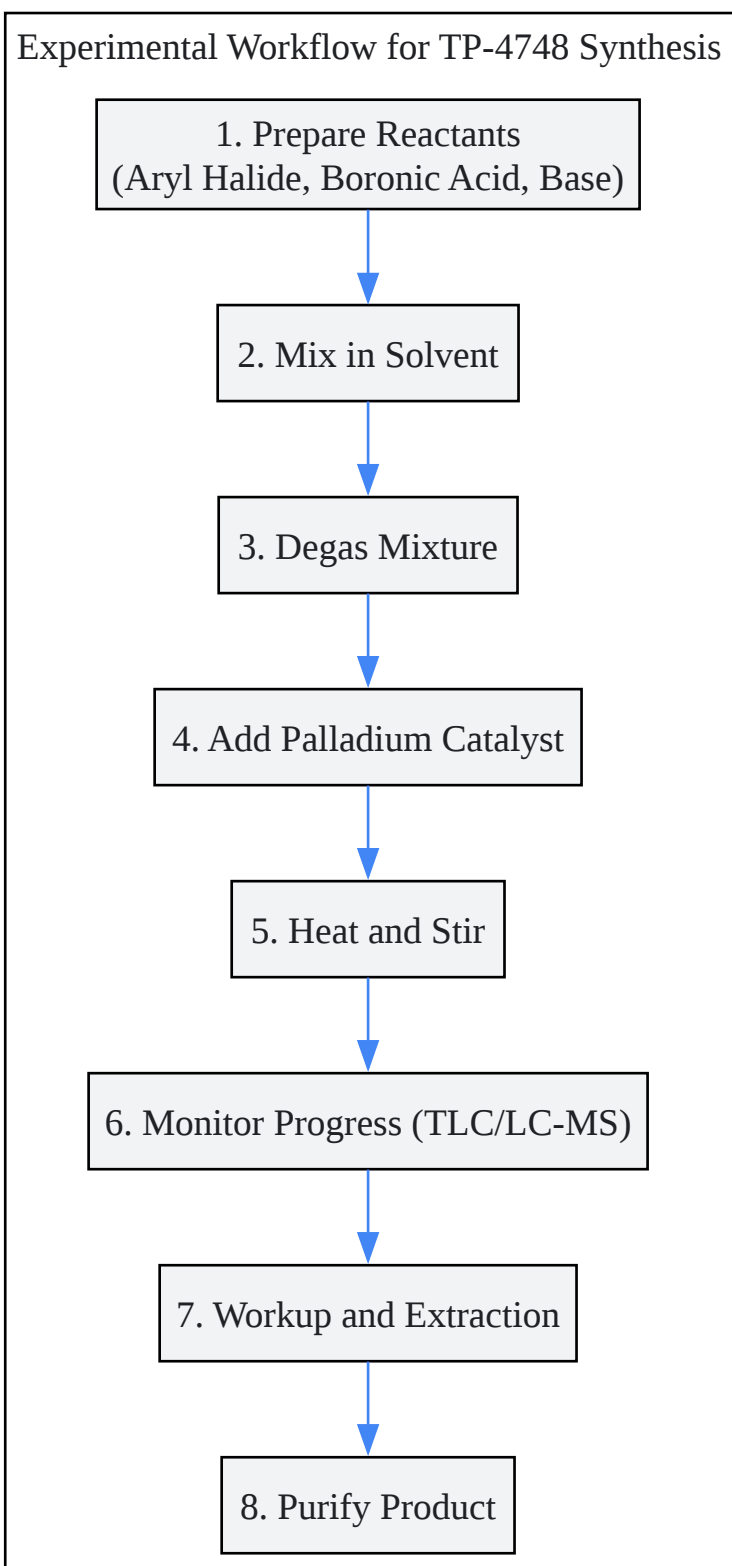 Experimental Workflow for TP-4748 Synthesis
1. Prepare Reactants
(Aryl Halide, Boronic Acid, Base)
2. Mix in Solvent
3. Degas Mixture
4. Add Palladium Catalyst
5. Heat and Stir
6. Monitor Progress (TLC/LC-MS)
7. Workup and Extraction
8. Purify Product